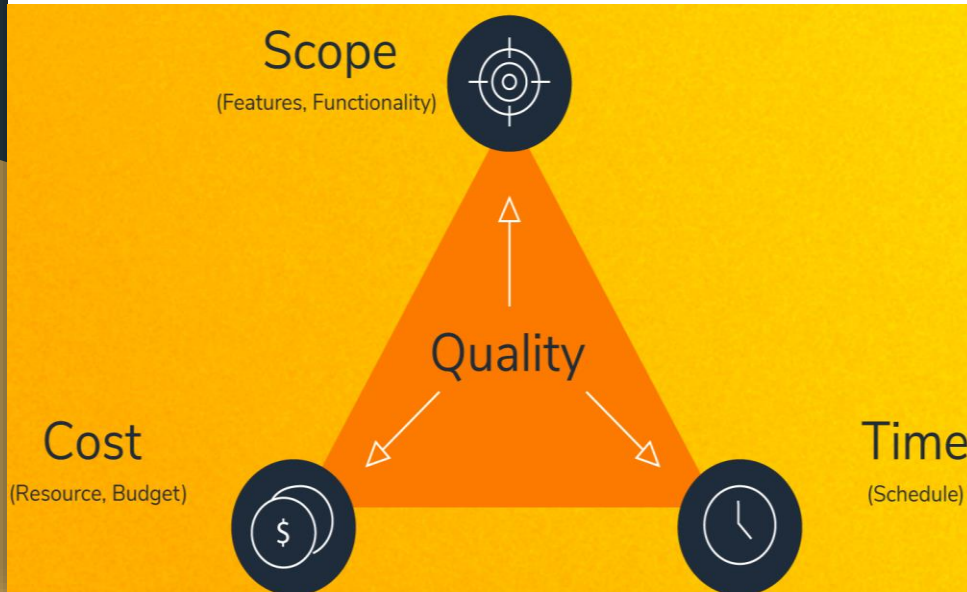 Scope
(Features, Functionality)
Quality
Cost
(Resource, Budget)
$
Time
(Schedule)